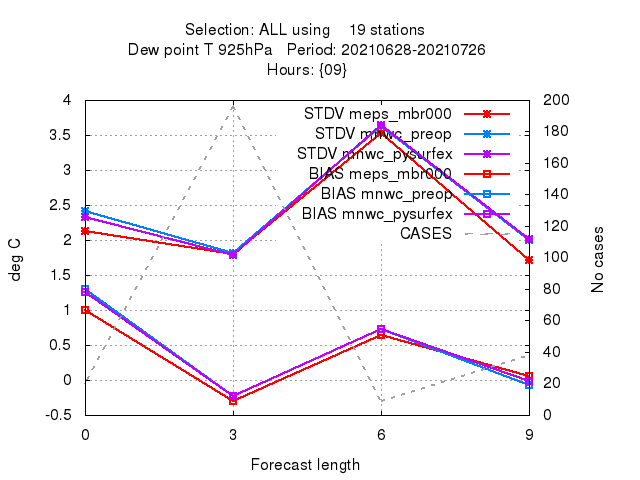 Selection: ALL using 19 stations
Dew point T 925hPa Period: 20210628-20210726
Hours: {09}
4 200
STDV meps_mbr000
3.5 180
STDV mnwc_preop
STDV mnwc_pysurfex
3 160
BIAS meps_mbr000
2.5 140
BIAS mnwc_preop
BIAS mnwc_pysurfex
2 120
CASES
1.5 100
1 80
0.5 60
0 40
-0.5 20
0
deg C
No cases
0 3 6 9
Forecast length